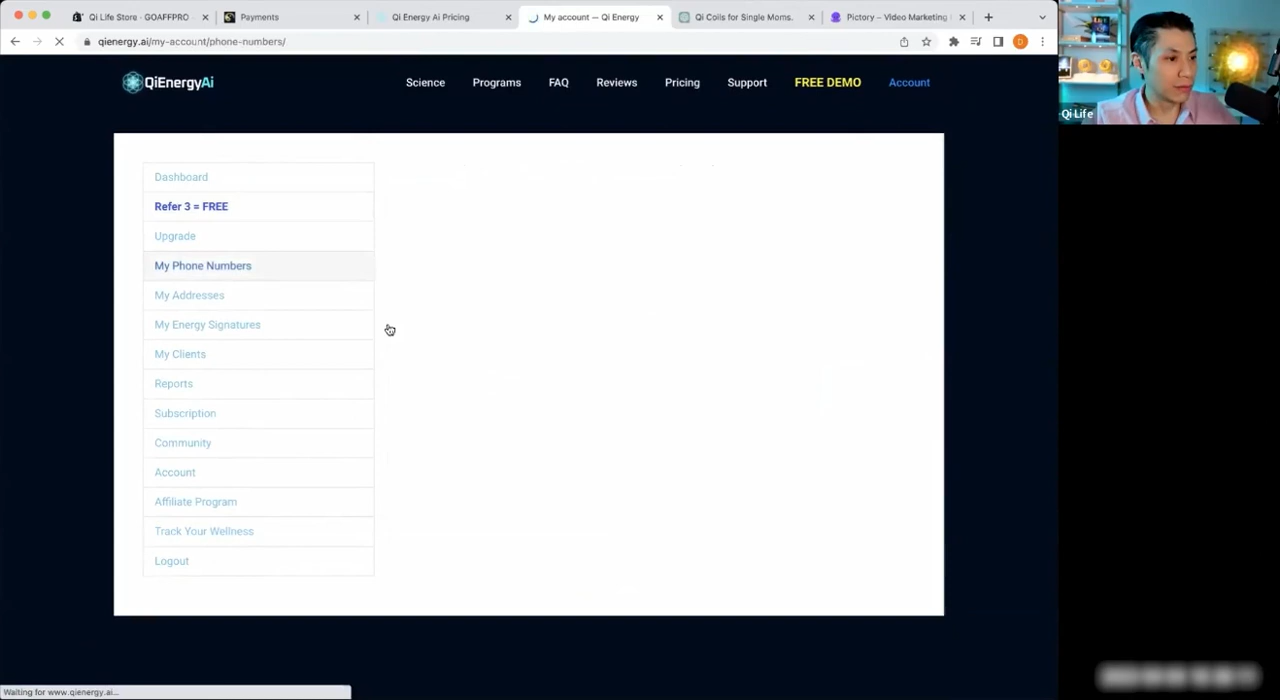 Qi Life Store - GOAFFPRO
Payments
Qi Energy Ai Pricing
My account — Qi Energy
Qi Coils for Single Moms.
Pictory – Video Marketing
qienergy.ai/my-account/phone-numbers/
D
QiEnergyAi
Science
Programs
FAQ
Reviews
Pricing
Support
FREE DEMO
Account
Qi Life
Dashboard
Refer 3 = FREE
Upgrade
My Phone Numbers
My Addresses
My Energy Signatures
My Clients
Reports
Subscription
Community
Account
Affiliate Program
Track Your Wellness
Logout
Waiting for www.qienergy.ai...